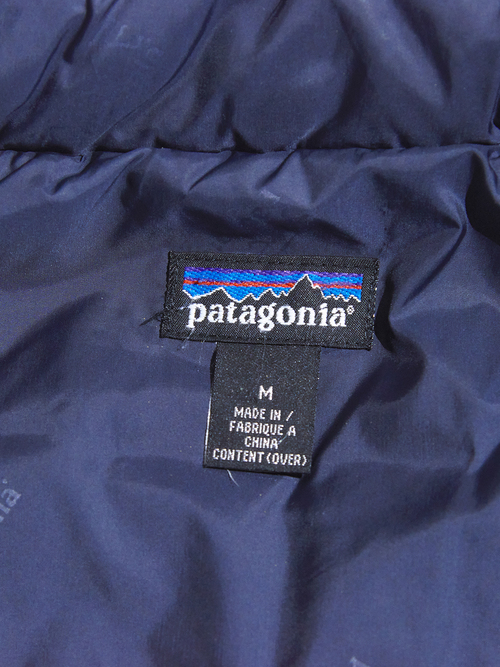 patagonia®
M
MADE IN /
FABRIQUE A
CHINA
CONTENT (OVER)